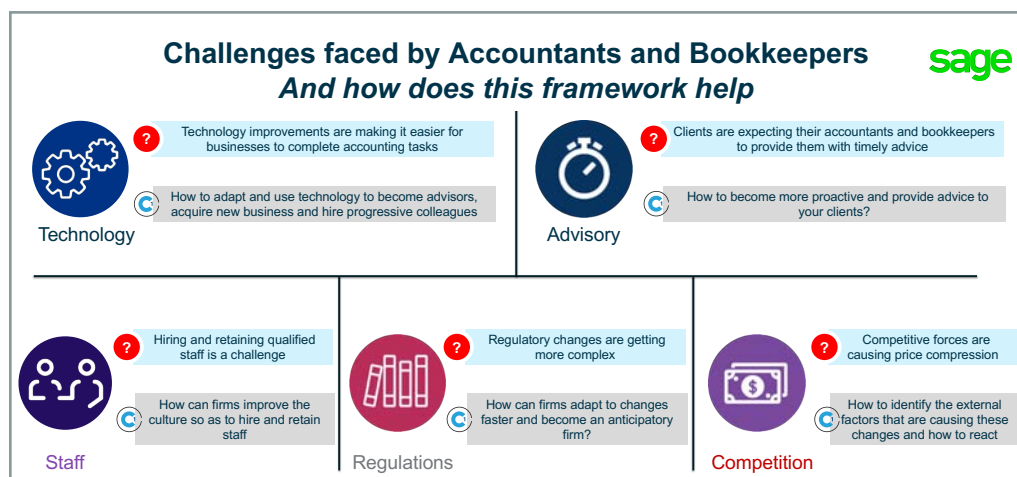 Challenges faced by Accountants and Bookkeepers
And how does this framework help
sage
?
Technology improvements are making it easier for
businesses to complete accounting tasks
How to adapt and use technology to become advisors,
acquire new business and hire progressive colleagues
Technology
?
Clients are expecting their accountants and bookkeepers
to provide them with timely advice
How to become more proactive and provide advice to
your clients?
Advisory
?
Hiring and retaining qualified
staff is a challenge
How can firms improve the
culture so as to hire and retain
staff
Staff
?
Regulatory changes are getting
more complex
How can firms adapt to changes
faster and become an anticipatory
firm?
Regulations
$
?
Competitive forces are
causing price compression
How to identify the external
factors that are causing these
changes and how to react
Competition